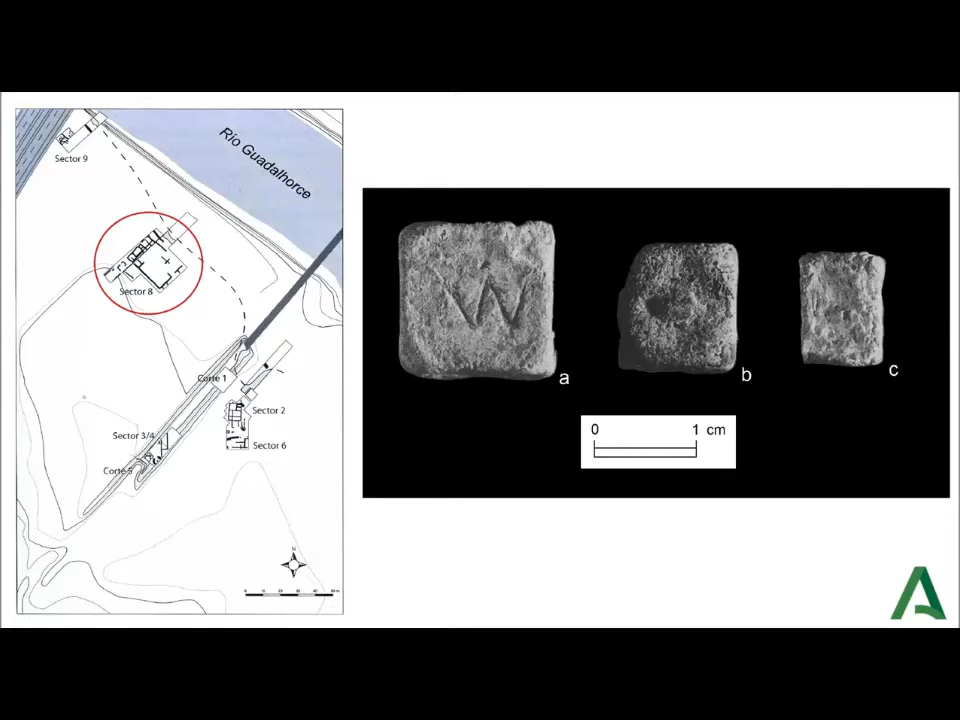 Río Guadalhorce
Sector 9
Sector 8
Corte 1
Sector 2
Sector 3/4
Sector 6
Corte 5
N
W
a
b
c
0 1 cm